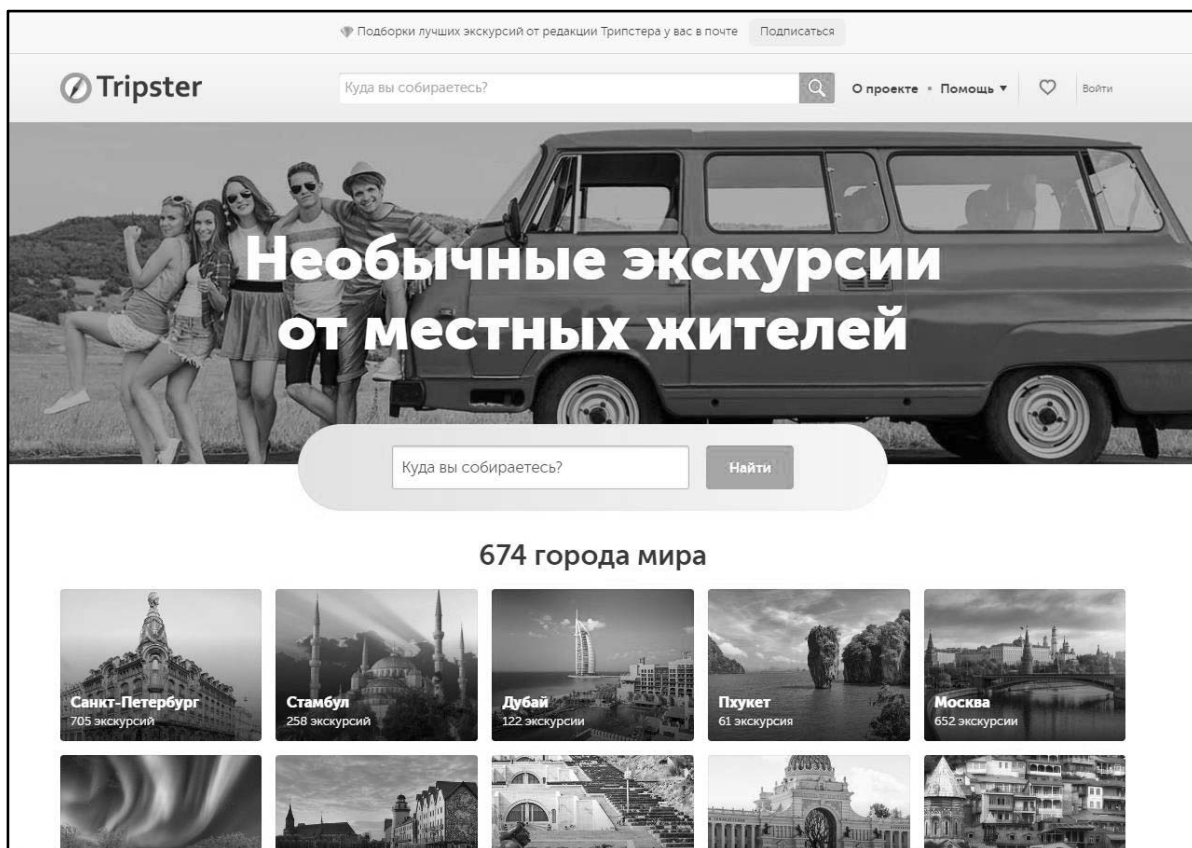 Подборки лучших экскурсий от редакции Трипстера у вас в почте Подписаться
Tripster Куда вы собираетесь? О проекте • Помощь ▾ Войти
Необычные экскурсии
от местных жителей
Куда вы собираетесь? Найти
674 города мира
Санкт-Петербург
705 экскурсий
Стамбул
258 экскурсий
Дубай
122 экскурсии
Пхукет
61 экскурсия
Москва
652 экскурсии